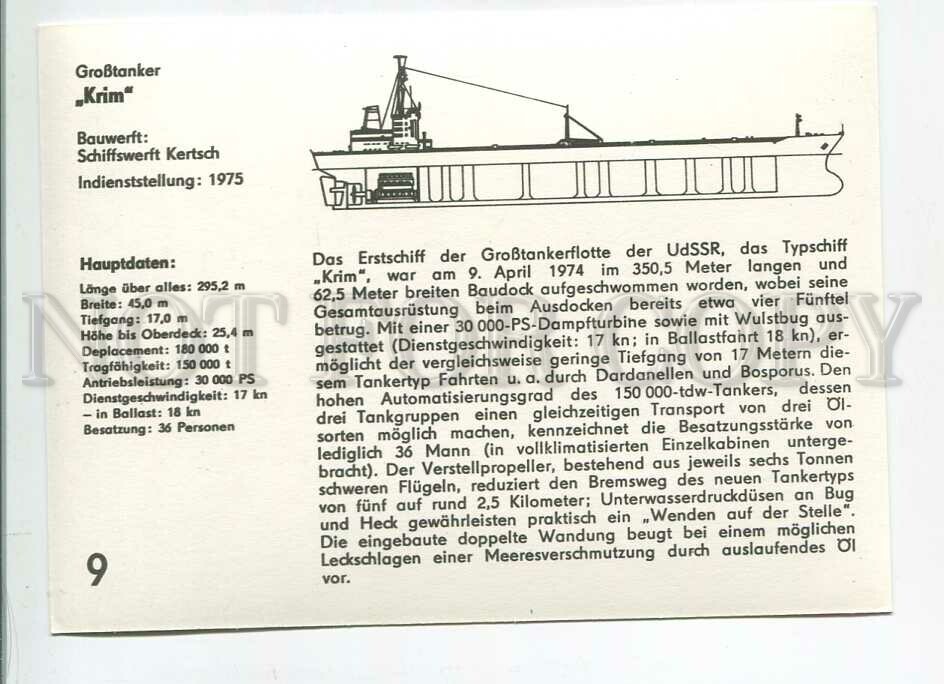 Großtanker
„Krim“
Bauwerft:
Schiffswerft Kertsch
Indienststellung: 1975
Hauptdaten:
Länge über alles: 295,2 m
Breite: 45,0 m
Tiefgang: 17,0 m
Höhe bis Oberdeck: 25,4 m
Deplacement: 180 000 t
Tragfähigkeit: 150 000 t
Antriebsleistung: 30 000 PS
Dienstgeschwindigkeit: 17 kn
– in Ballast: 18 kn
Besatzung: 36 Personen
9
Das Erstschiff der Großtankerflotte der UdSSR, das Typschiff
„Krim“, war am 9. April 1974 im 350,5 Meter langen und
62,5 Meter breiten Baudock aufgeschwommen worden, wobei seine
Gesamtausrüstung beim Ausdocken bereits etwa vier Fünftel
betrug. Mit einer 30 000-PS-Dampfturbine sowie mit Wulstbug aus-
gestattet (Dienstgeschwindigkeit: 17 kn; in Ballastfahrt 18 kn), er-
möglicht der vergleichsweise geringe Tiefgang von 17 Metern die-
sem Tankertyp Fahrten u. a. durch Dardanellen und Bosporus. Den
hohen Automatisierungsgrad des 150 000-tdw-Tankers, dessen
drei Tankgruppen einen gleichzeitigen Transport von drei Öl-
sorten möglich machen, kennzeichnet die Besatzungsstärke von
lediglich 36 Mann (in vollklimatisierten Einzelkabinen unterge-
bracht). Der Verstellpropeller, bestehend aus jeweils sechs Tonnen
schweren Flügeln, reduziert den Bremsweg des neuen Tankertyps
von fünf auf rund 2,5 Kilometer; Unterwasserdruckdüsen an Bug
und Heck gewährleisten praktisch ein „Wenden auf der Stelle“.
Die eingebaute doppelte Wandung beugt bei einem möglichen
Leckschlagen einer Meeresverschmutzung durch auslaufendes Öl
vor.
NOT FOR COPY